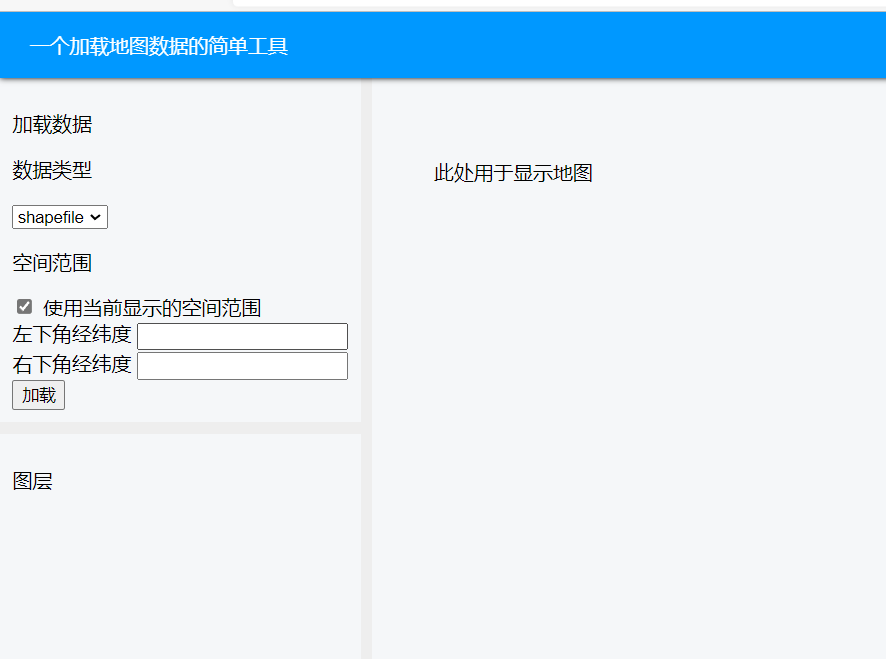 一个加载地图数据的简单工具
加载数据
数据类型
shapefile
空间范围
使用当前显示的空间范围
左下角经纬度
右下角经纬度
加载
图层
此处用于显示地图